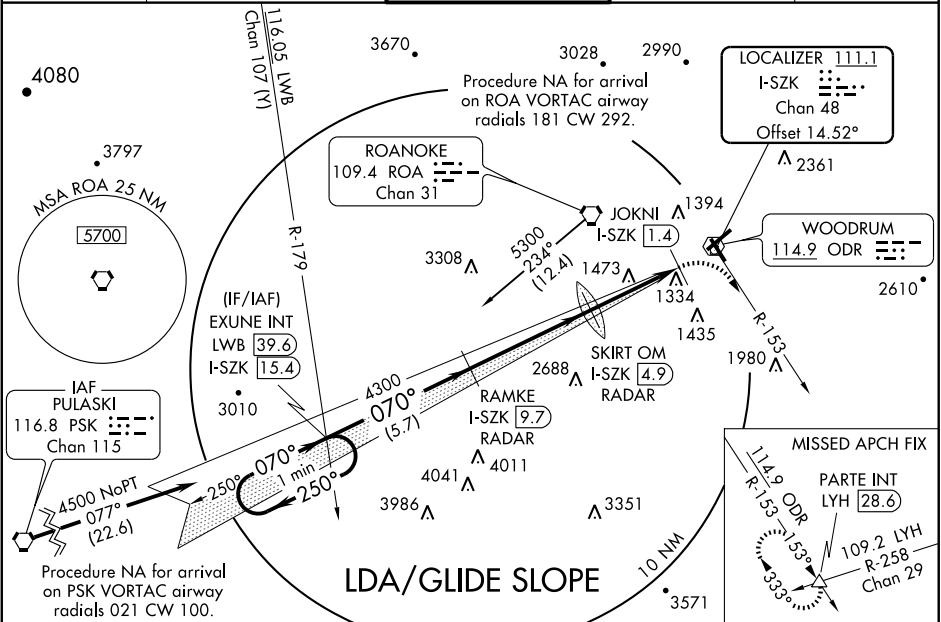 4080
116.05 LWB
Chan 107 (Y)
3670
3028
2990
Procedure NA for arrival
on ROA VORTAC airway
radials 181 CW 292.
LOCALIZER 111.1
I-SZK
Chan 48
Offset 14.52°
2361
3797
MSA ROA 25 NM
5700
ROANOKE
109.4 ROA
Chan 31
R-179
5300
234°
(12.4)
JOKNI
I-SZK 1.4
1394
WOODRUM
114.9 ODR
2610
3308
1473
1334
1435
R-153
1980
(IF/IAF)
EXUNE INT
LWB 39.6
I-SZK 15.4
3010
SKIRT OM
I-SZK 4.9
RADAR
2688
4300
070°
(5.7)
RAMKE
I-SZK 9.7
RADAR
IAF
PULASKI
116.8 PSK
Chan 115
4500 NoPT
077°
(22.6)
250°
070°
1 min
250°
4041
4011
3986
3351
Procedure NA for arrival
on PSK VORTAC airway
radials 021 CW 100.
LDA/GLIDE SLOPE
10 NM
3571
MISSED APCH FIX
114.9 ODR
R-153
153°
333°
PARTE INT
LYH 28.6
109.2 LYH
R-258
Chan 29